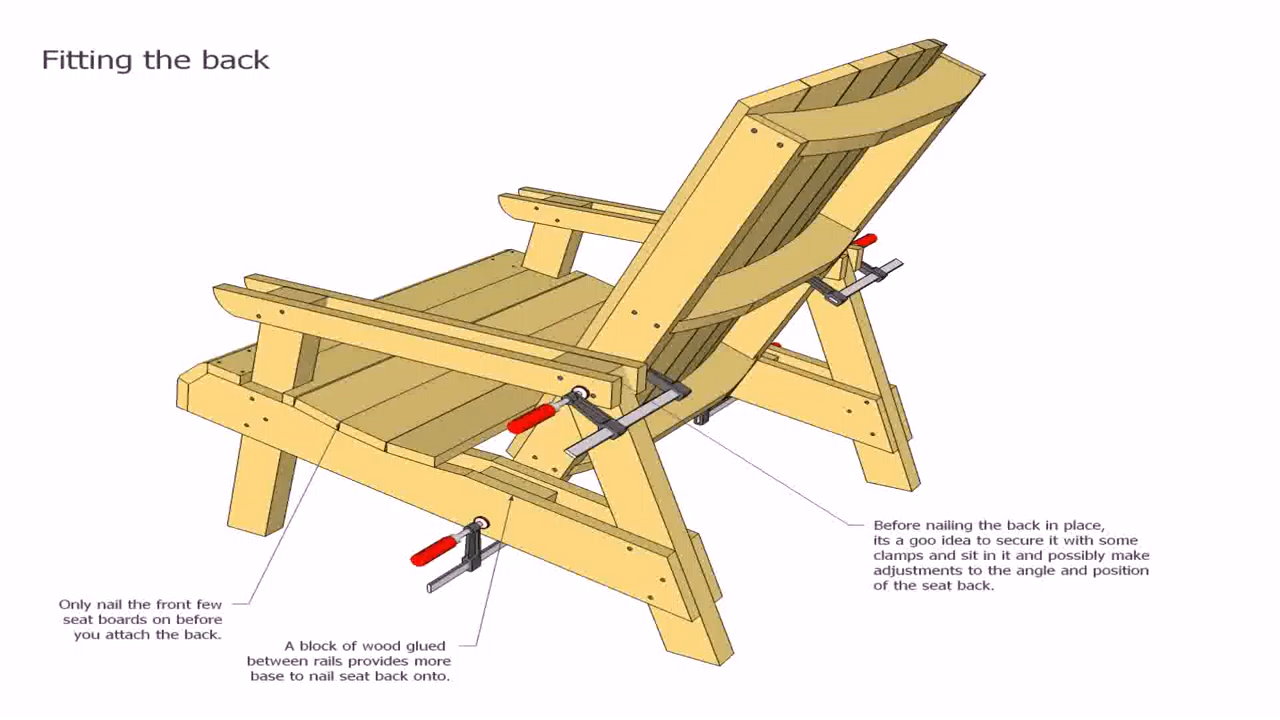 Fitting the back
Before nailing the back in place,
its a goo idea to secure it with some
clamps and sit in it and possibly make
adjustments to the angle and position
of the seat back.
Only nail the front few
seat boards on before
you attach the back.
A block of wood glued
between rails provides more
base to nail seat back onto.